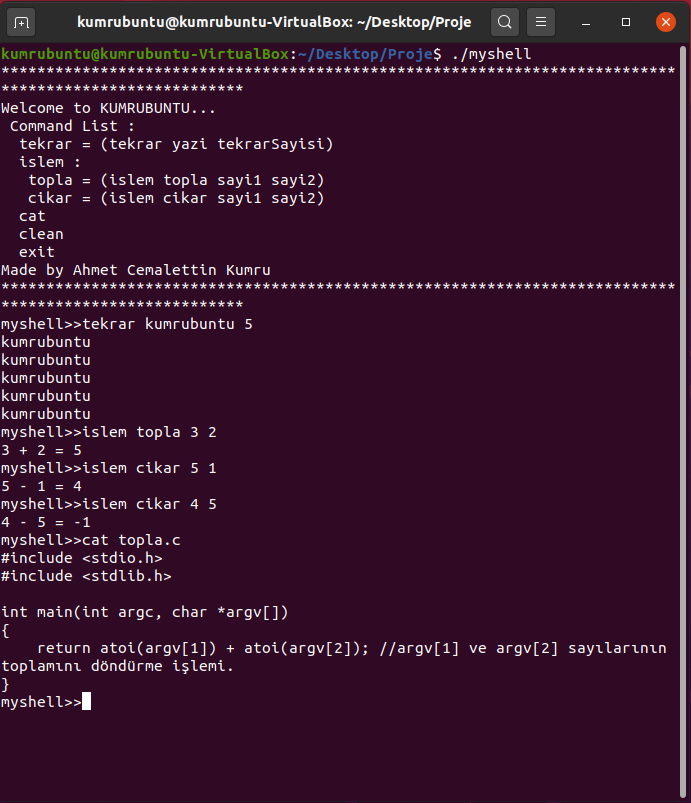 kumrubuntu@kumrubuntu-VirtualBox: ~/Desktop/Proje
kumrubuntu@kumrubuntu-VirtualBox:~/Desktop/Proje$ ./myshell
***************************************************************************
***************************
Welcome to KUMRUBUNTU...
 Command List :
  tekrar = (tekrar yazi tekrarSayisi)
  islem :
   topla = (islem topla sayi1 sayi2)
   cikar = (islem cikar sayi1 sayi2)
  cat
  clean
  exit
Made by Ahmet Cemalettin Kumru
***************************************************************************
***************************
myshell>>tekrar kumrubuntu 5
kumrubuntu
kumrubuntu
kumrubuntu
kumrubuntu
kumrubuntu
myshell>>islem topla 3 2
3 + 2 = 5
myshell>>islem cikar 5 1
5 - 1 = 4
myshell>>islem cikar 4 5
4 - 5 = -1
myshell>>cat topla.c
#include <stdio.h>
#include <stdlib.h>

int main(int argc, char *argv[])
{
    return atoi(argv[1]) + atoi(argv[2]); //argv[1] ve argv[2] sayılarının
toplamını döndürme işlemi.
}
myshell>>